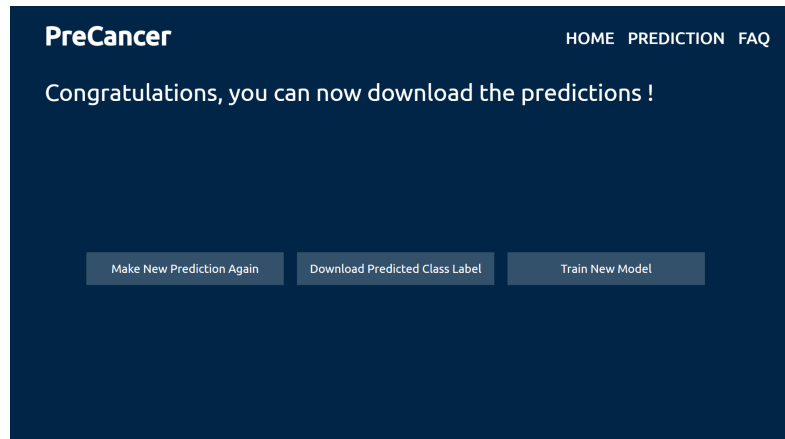 PreCancer
HOME PREDICTION FAQ
Congratulations, you can now download the predictions !
Make New Prediction Again
Download Predicted Class Label
Train New Model